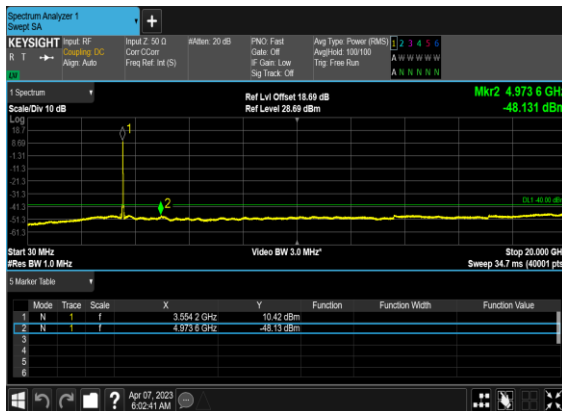 Spectrum Analyzer 1
Swept SA
KEYSIGHT Input: RF Input Z: 50 Ω #Atten: 20 dB PNO: Fast Avg Type: Power (RMS) 1 2 3 4 5 6
R T Coupling: DC Corr CCorr Gate: Off Avg|Hold: 100/100 A W W W W W
Align: Auto Freq Ref: Int (S) IF Gain: Low Trig: Free Run
Sig Track: Off A N N N N N
1 Spectrum Ref Lvl Offset 18.69 dB Mkr2 4.973 6 GHz
Scale/Div 10 dB Ref Level 28.69 dBm -48.131 dBm
Log
18.7
8.69
-1.31
-11.3
-21.3
-31.3
-41.3
-51.3
-61.3
1
2
DL1 -40.00 dBm
Start 30 MHz Video BW 3.0 MHz* Stop 20.000 GHz
#Res BW 1.0 MHz Sweep 34.7 ms (40001 pts)
5 Marker Table
Mode Trace Scale X Y Function Function Width Function Value
1 N 1 f 3.554 2 GHz 10.42 dBm
2 N 1 f 4.973 6 GHz -48.13 dBm
3
4
5
6
? Apr 07, 2023
6:02:41 AM